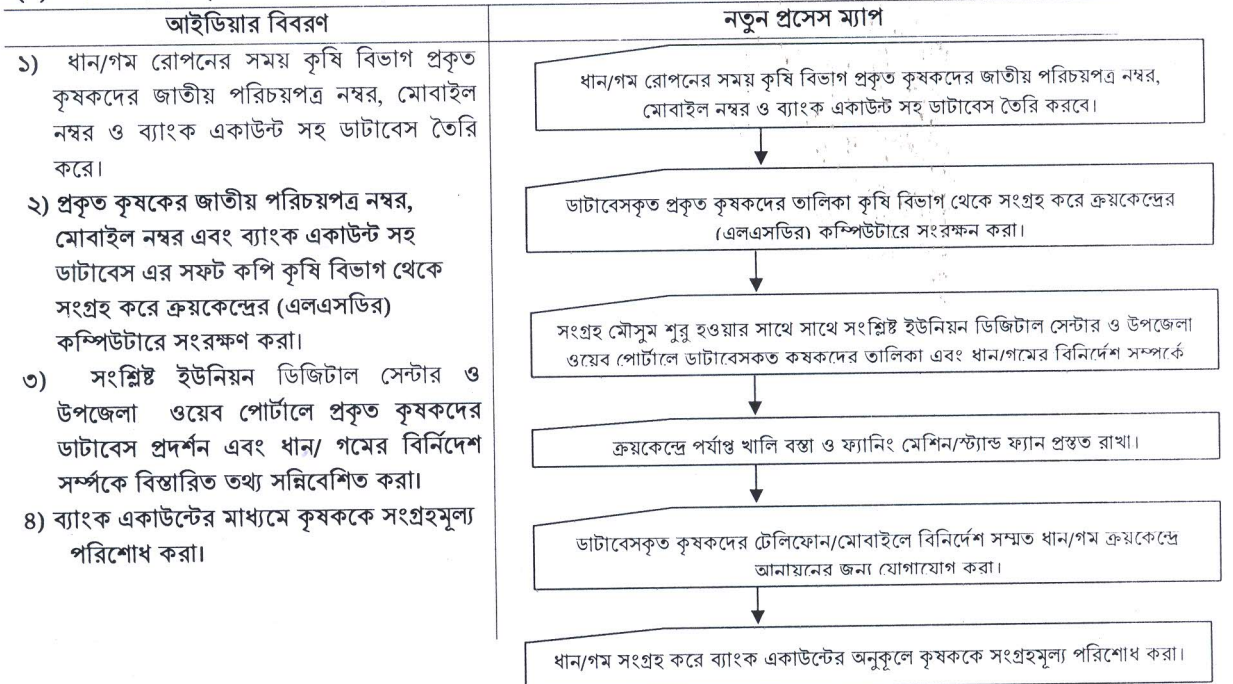 আইডিয়ার বিবরণ
১) ধান/গম রোপনের সময় কৃষি বিভাগ প্রকৃত
কৃষকদের জাতীয় পরিচয়পত্র নম্বর, মোবাইল
নম্বর ও ব্যাংক একাউন্ট সহ ডাটাবেস তৈরি
করে।
২) প্রকৃত কৃষকের জাতীয় পরিচয়পত্র নম্বর,
মোবাইল নম্বর এবং ব্যাংক একাউন্ট সহ
ডাটাবেস এর সফট কপি কৃষি বিভাগ থেকে
সংগ্রহ করে ক্রয়কেন্দ্রের (এলএসডির)
কম্পিউটারে সংরক্ষণ করা।
৩) সংশ্লিষ্ট ইউনিয়ন ডিজিটাল সেন্টার ও
উপজেলা ওয়েব পোর্টালে প্রকৃত কৃষকদের
ডাটাবেস প্রদর্শন এবং ধান/ গমের বির্নিদেশ
সর্ম্পকে বিস্তারিত তথ্য সন্নিবেশিত করা।
৪) ব্যাংক একাউন্টের মাধ্যমে কৃষককে সংগ্রহমূল্য
পরিশোধ করা।
নতুন প্রসেস ম্যাপ
ধান/গম রোপনের সময় কৃষি বিভাগ প্রকৃত কৃষকদের জাতীয় পরিচয়পত্র নম্বর,
মোবাইল নম্বর ও ব্যাংক একাউন্ট সহ ডাটাবেস তৈরি করবে।
ডাটাবেসকৃত প্রকৃত কৃষকদের তালিকা কৃষি বিভাগ থেকে সংগ্রহ করে ক্রয়কেন্দ্রের
(এলএসডির) কম্পিউটারে সংরক্ষন করা।
সংগ্রহ মৌসুম শুরু হওয়ার সাথে সাথে সংশ্লিষ্ট ইউনিয়ন ডিজিটাল সেন্টার ও উপজেলা
ওয়েব পোর্টালে ডাটাবেসকৃত কৃষকদের তালিকা এবং ধান/গমের বিনির্দেশ সম্পর্কে
ক্রয়কেন্দ্রে পর্যাপ্ত খালি বস্তা ও ফ্যানিং মেশিন/স্ট্যান্ড ফ্যান প্রস্তুত রাখা।
ডাটাবেসকৃত কৃষকদের টেলিফোন/মোবাইলে বিনির্দেশ সম্মত ধান/গম ক্রয়কেন্দ্রে
আনায়নের জন্য যোগাযোগ করা।
ধান/গম সংগ্রহ করে ব্যাংক একাউন্টের অনুকূলে কৃষককে সংগ্রহমূল্য পরিশোধ করা।